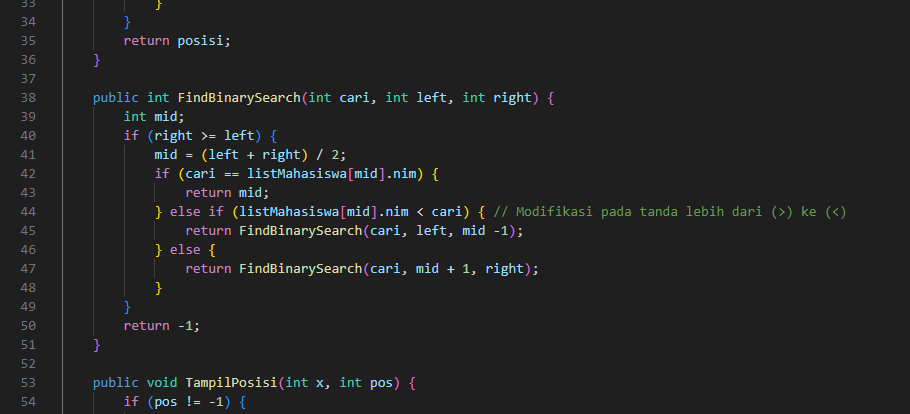 33 }
34 }
35 return posisi;
36 }
37
38 public int FindBinarySearch(int cari, int left, int right) {
39 int mid;
40 if (right >= left) {
41 mid = (left + right) / 2;
42 if (cari == listMahasiswa[mid].nim) {
43 return mid;
44 } else if (listMahasiswa[mid].nim < cari) { // Modifikasi pada tanda lebih dari (>) ke (<)
45 return FindBinarySearch(cari, left, mid -1);
46 } else {
47 return FindBinarySearch(cari, mid + 1, right);
48 }
49 }
50 return -1;
51 }
52
53 public void TampilPosisi(int x, int pos) {
54 if (pos != -1) {